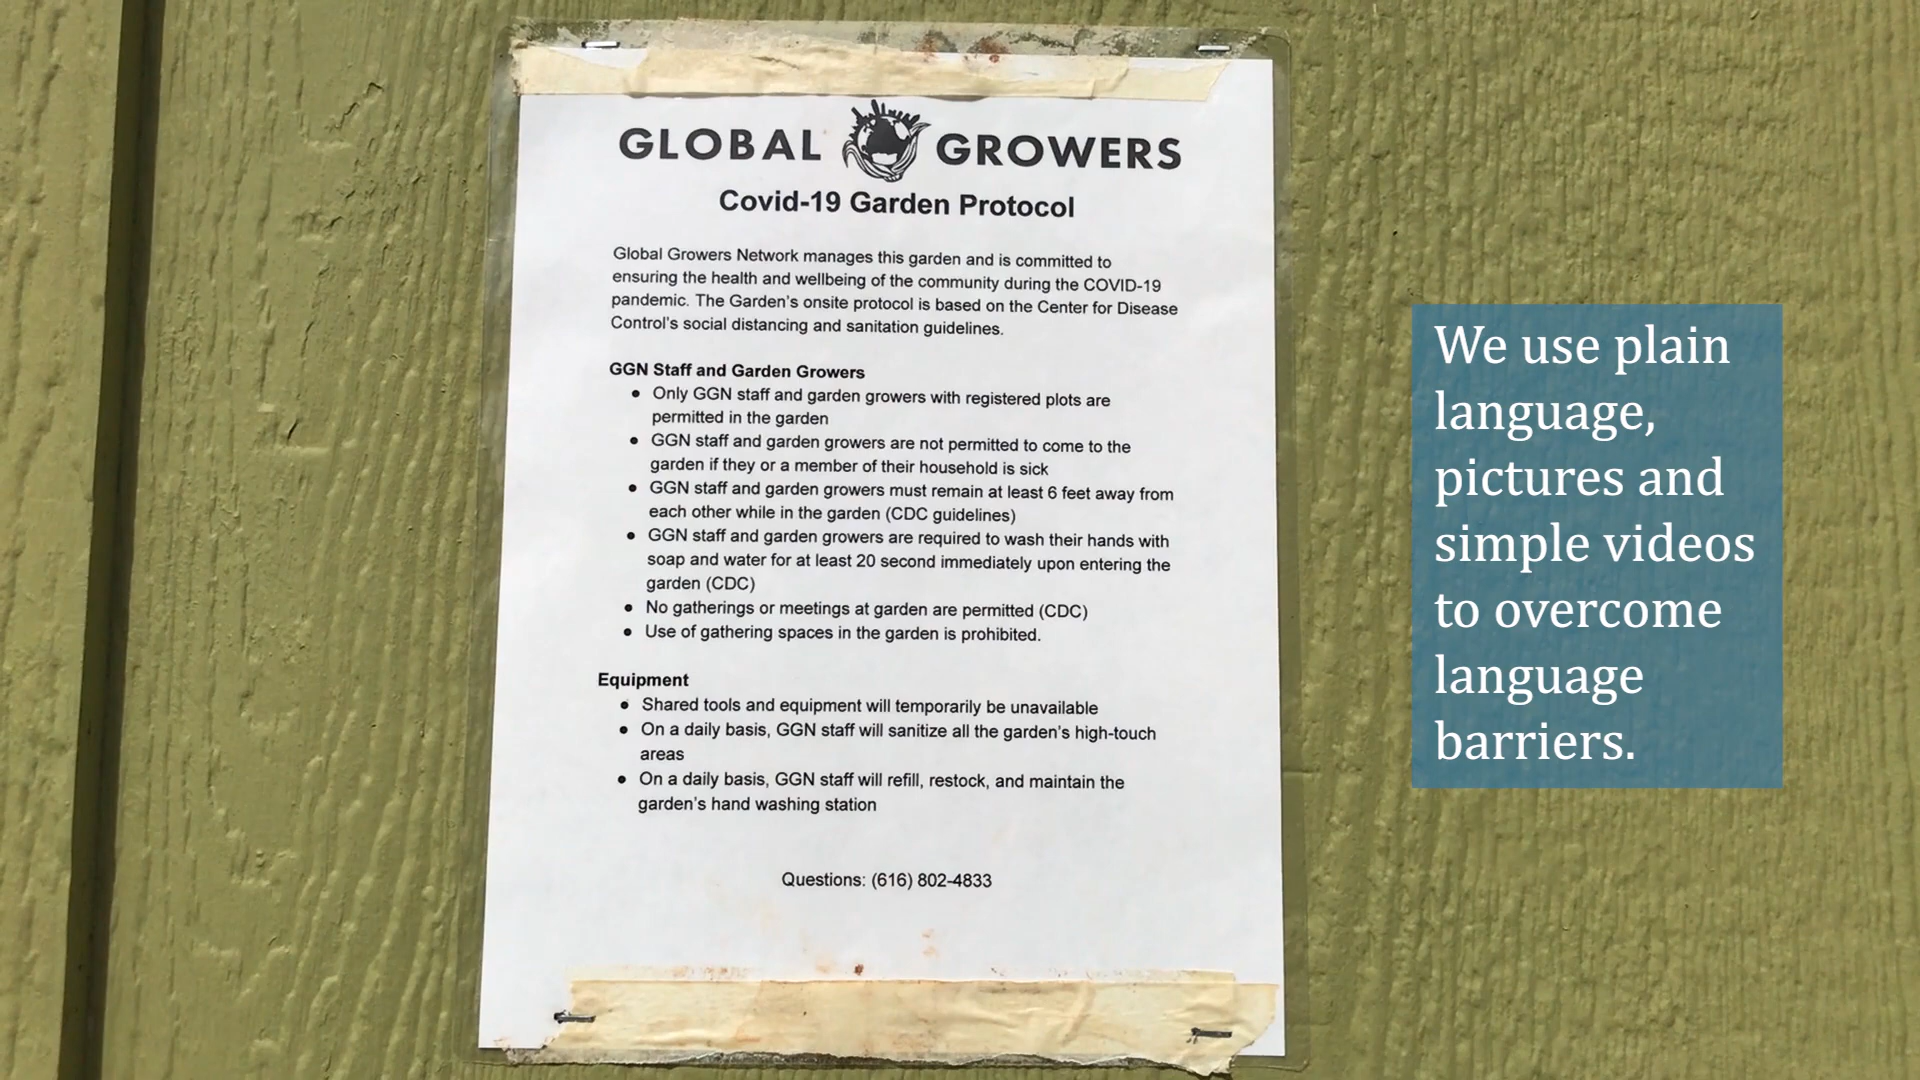 GLOBAL GROWERS
Covid-19 Garden Protocol
Global Growers Network manages this garden and is committed to
ensuring the health and wellbeing of the community during the COVID-19
pandemic. The Garden's onsite protocol is based on the Center for Disease
Control's social distancing and sanitation guidelines.
GGN Staff and Garden Growers
● Only GGN staff and garden growers with registered plots are
permitted in the garden
● GGN staff and garden growers are not permitted to come to the
garden if they or a member of their household is sick
● GGN staff and garden growers must remain at least 6 feet away from
each other while in the garden (CDC guidelines)
● GGN staff and garden growers are required to wash their hands with
soap and water for at least 20 second immediately upon entering the
garden (CDC)
● No gatherings or meetings at garden are permitted (CDC)
● Use of gathering spaces in the garden is prohibited.
Equipment
● Shared tools and equipment will temporarily be unavailable
● On a daily basis, GGN staff will sanitize all the garden's high-touch
areas
● On a daily basis, GGN staff will refill, restock, and maintain the
garden's hand washing station
Questions: (616) 802-4833
We use plain
language,
pictures and
simple videos
to overcome
language
barriers.